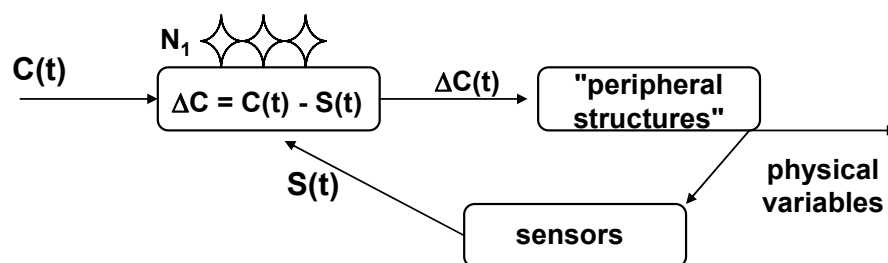 N₁
C(t)
ΔC = C(t) - S(t)
ΔC(t)
"peripheral
structures"
S(t)
physical
variables
sensors